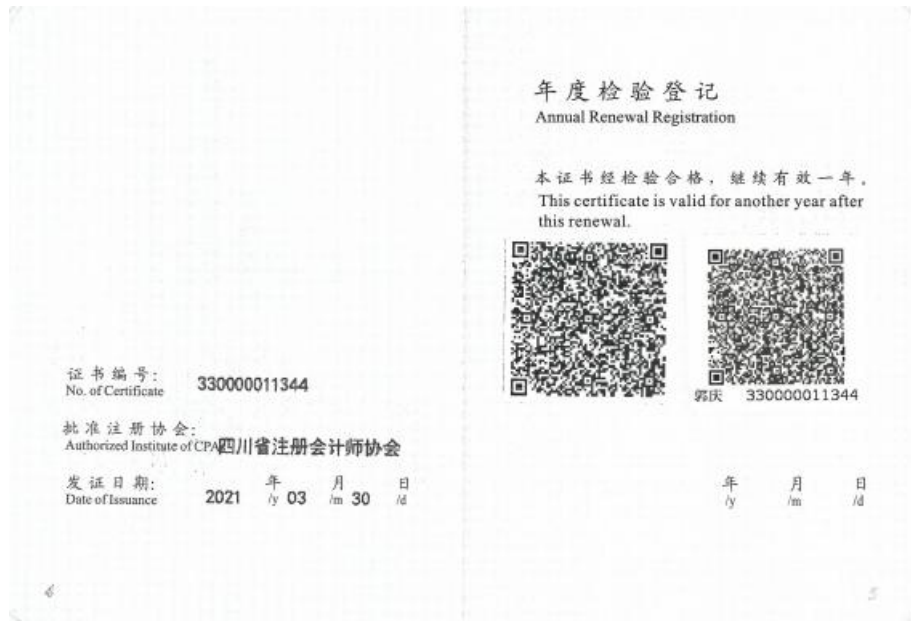 证书编号:
No. of Certificate
330000011344
批准注册协会:
Authorized Institute of CPA
四川省注册会计师协会
发证日期:
Date of Issuance
2021 年 03 月 30 日
/y /m /d
4
年度检验登记
Annual Renewal Registration
本证书经检验合格，继续有效一年。
This certificate is valid for another year after
this renewal.
郭庆 330000011344
年 月 日
/y /m /d
5